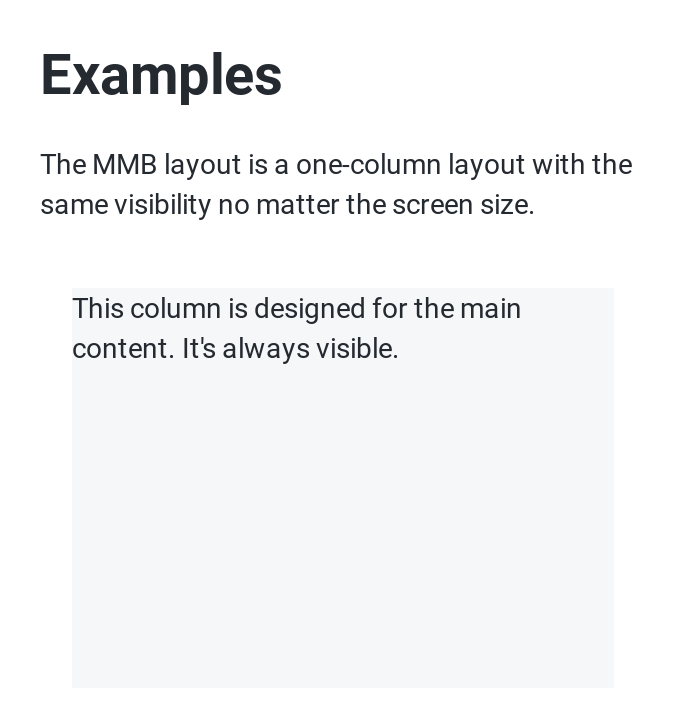 Examples
The MMB layout is a one-column layout with the
same visibility no matter the screen size.
This column is designed for the main
content. It's always visible.